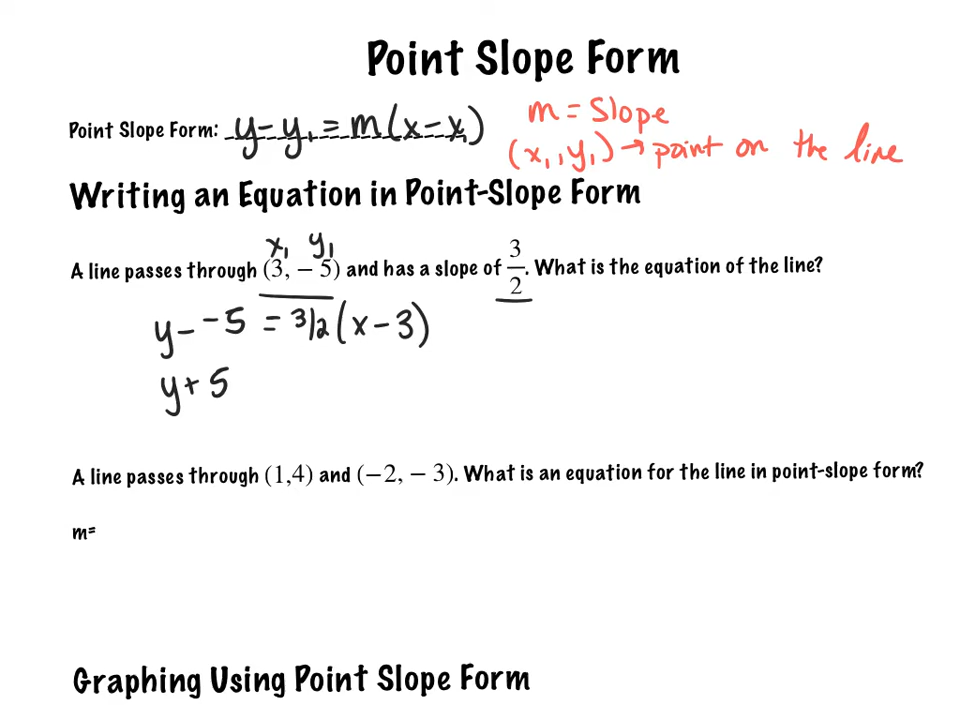 Point Slope Form
Point Slope Form: y - y₁ = m(x - x₁)
m = Slope
(x₁, y₁) → point on the line
Writing an Equation in Point-Slope Form
x₁ y₁
A line passes through (3, − 5) and has a slope of 3/2. What is the equation of the line?
y - -5 = 3/2 (x - 3)
y + 5
A line passes through (1,4) and (−2, − 3). What is an equation for the line in point-slope form?
m=
Graphing Using Point Slope Form